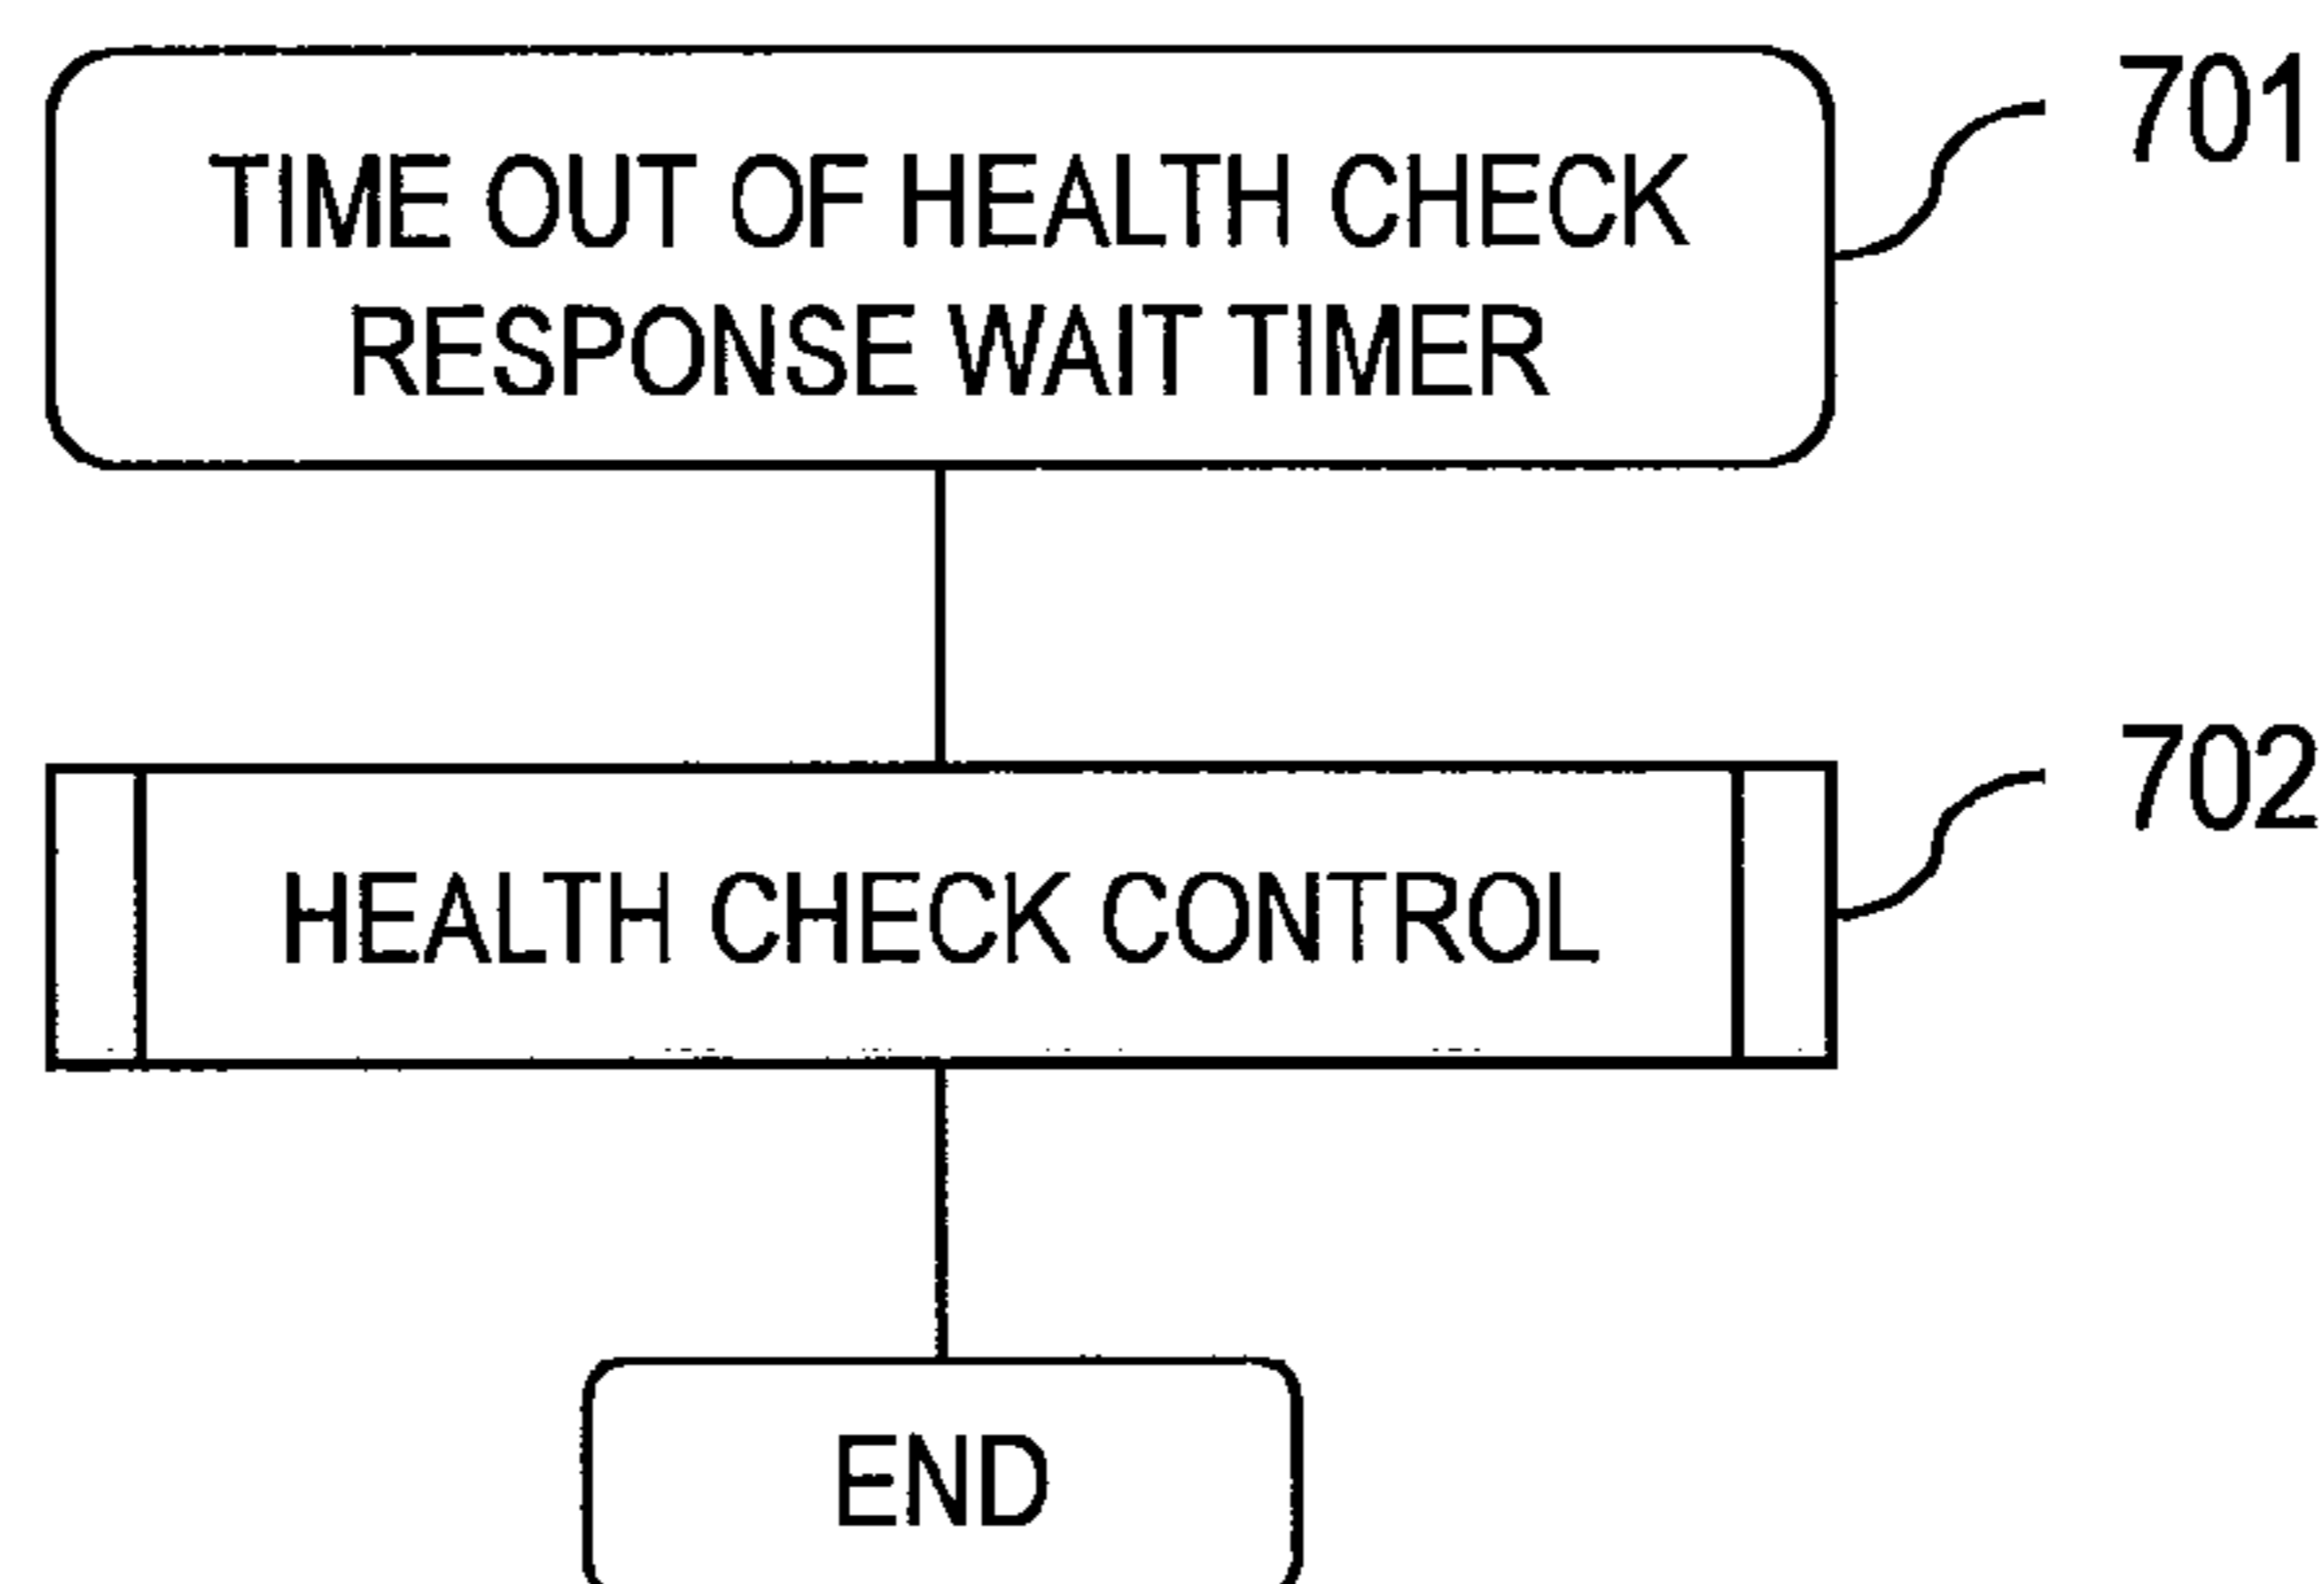 TIME OUT OF HEALTH CHECK
RESPONSE WAIT TIMER
701
HEALTH CHECK CONTROL
702
END